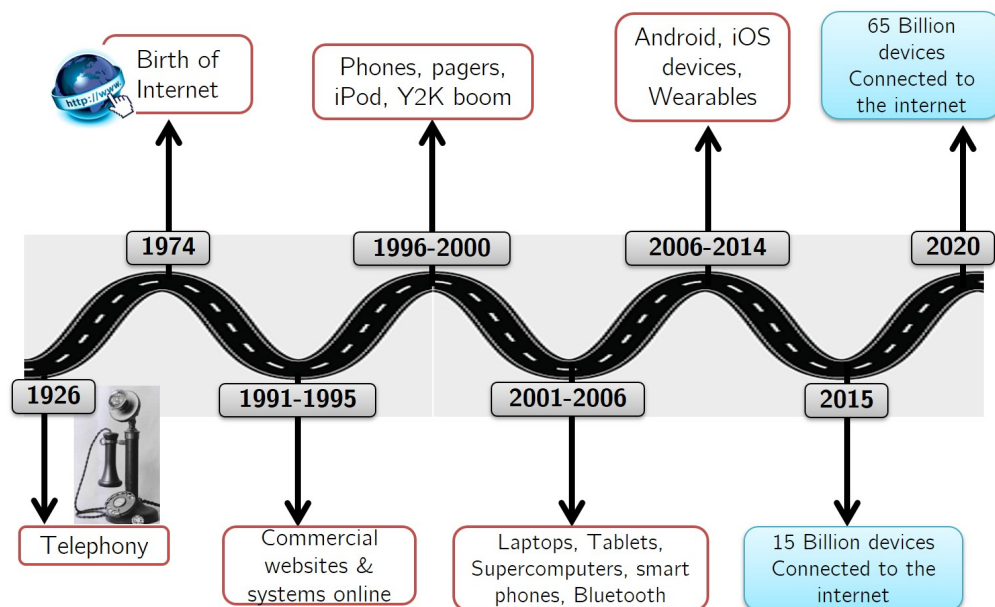 http://www.
Birth of
Internet
Phones, pagers,
iPod, Y2K boom
Android, iOS
devices,
Wearables
65 Billion
devices
Connected to
the internet
1974
1996-2000
2006-2014
2020
1926
1991-1995
2001-2006
2015
Telephony
Commercial
websites &
systems online
Laptops, Tablets,
Supercomputers, smart
phones, Bluetooth
15 Billion devices
Connected to the
internet